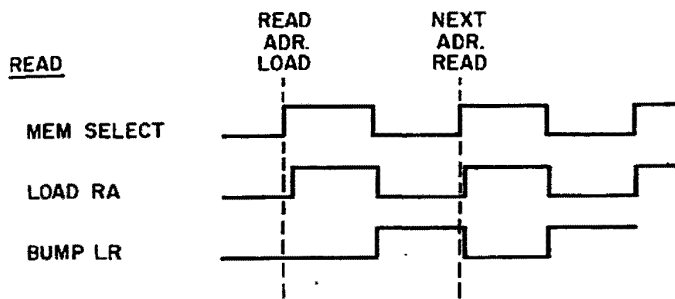 READ
ADR.
LOAD
NEXT
ADR.
READ
READ
MEM SELECT
LOAD RA
BUMP LR